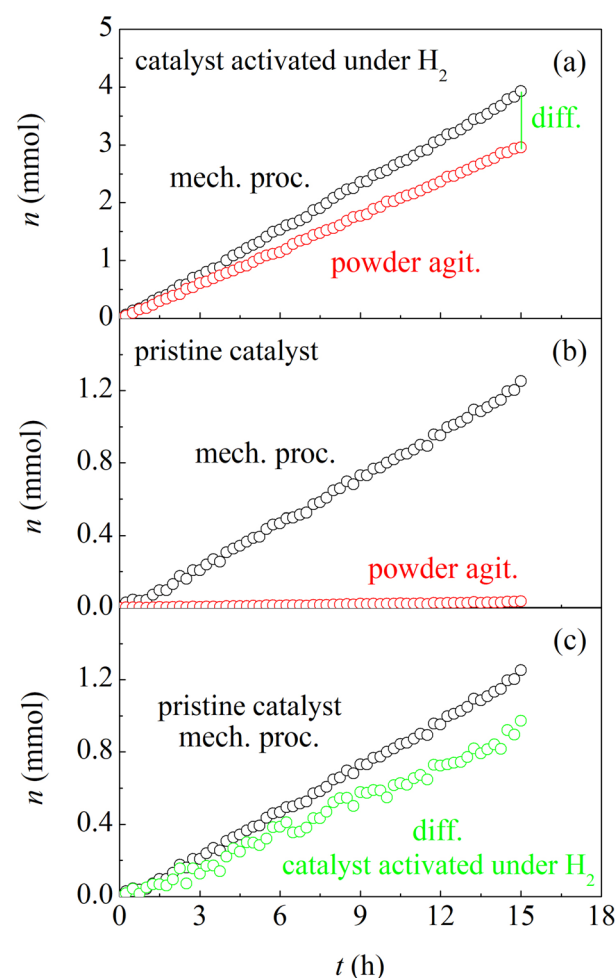 5
catalyst activated under H₂ (a)
4
diff.
n (mmol)
3
mech. proc.
2
powder agit.
1
0
pristine catalyst (b)
1.2
mech. proc.
n (mmol)
0.8
0.4
powder agit.
0.0
(c)
1.2
pristine catalyst
mech. proc.
n (mmol)
0.8
0.4
diff.
catalyst activated under H₂
0.0
0 3 6 9 12 15 18
t (h)